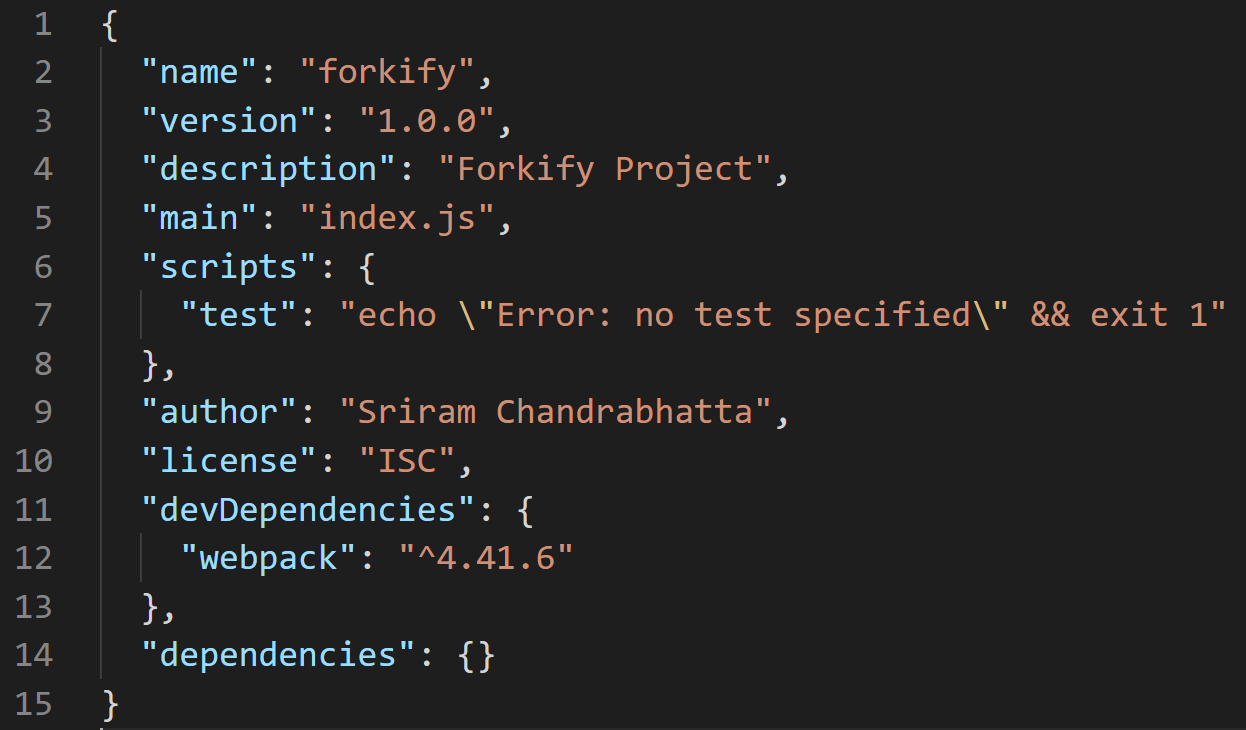 1 {
2 "name": "forkify",
3 "version": "1.0.0",
4 "description": "Forkify Project",
5 "main": "index.js",
6 "scripts": {
7 "test": "echo \"Error: no test specified\" && exit 1"
8 },
9 "author": "Sriram Chandrabhatta",
10 "license": "ISC",
11 "devDependencies": {
12 "webpack": "^4.41.6"
13 },
14 "dependencies": {}
15 }